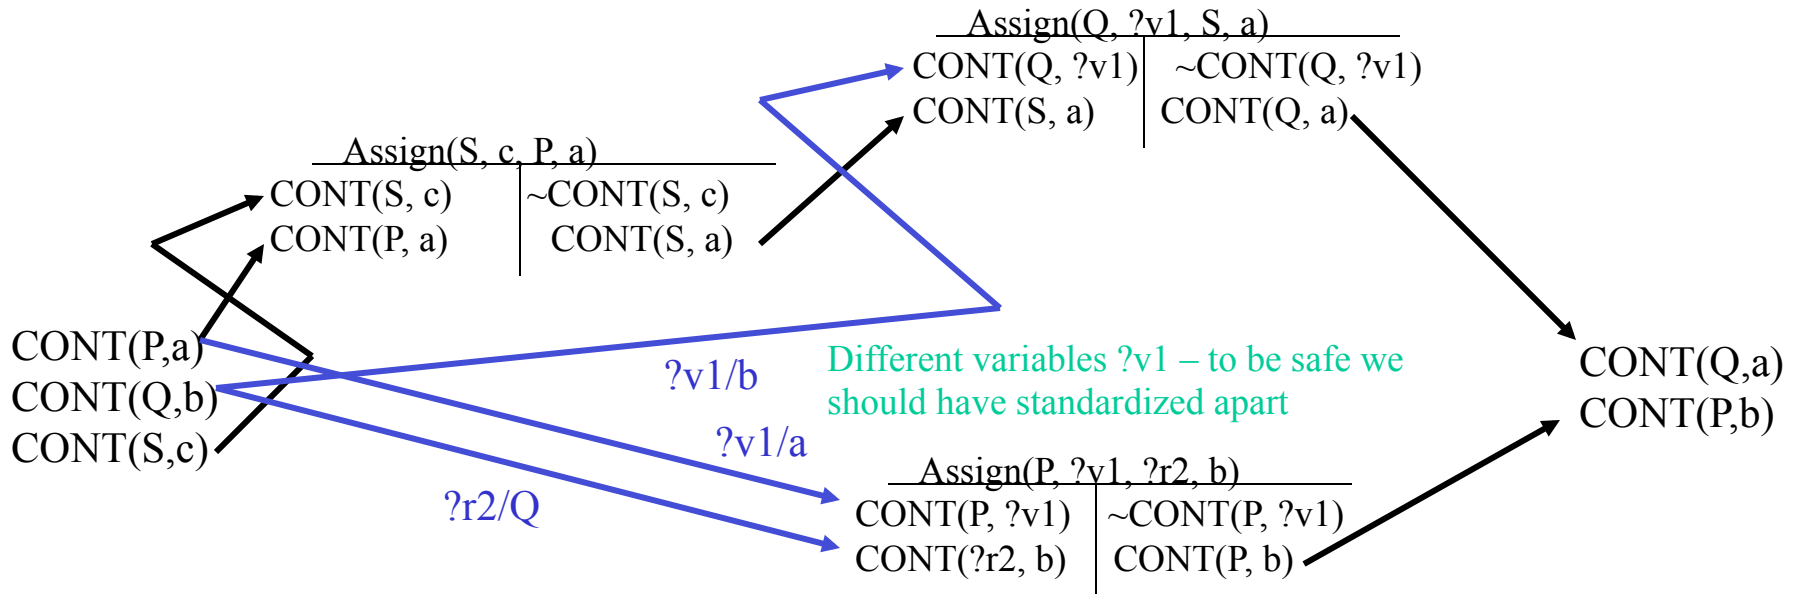 Assign(Q, ?v1, S, a)
CONT(Q, ?v1) ~CONT(Q, ?v1)
CONT(S, a) CONT(Q, a)
Assign(S, c, P, a)
CONT(S, c) ~CONT(S, c)
CONT(P, a) CONT(S, a)
CONT(P,a)
CONT(Q,b)
CONT(S,c)
?v1/b
?v1/a
?r2/Q
Different variables ?v1 – to be safe we
should have standardized apart
Assign(P, ?v1, ?r2, b)
CONT(P, ?v1) ~CONT(P, ?v1)
CONT(?r2, b) CONT(P, b)
CONT(Q,a)
CONT(P,b)